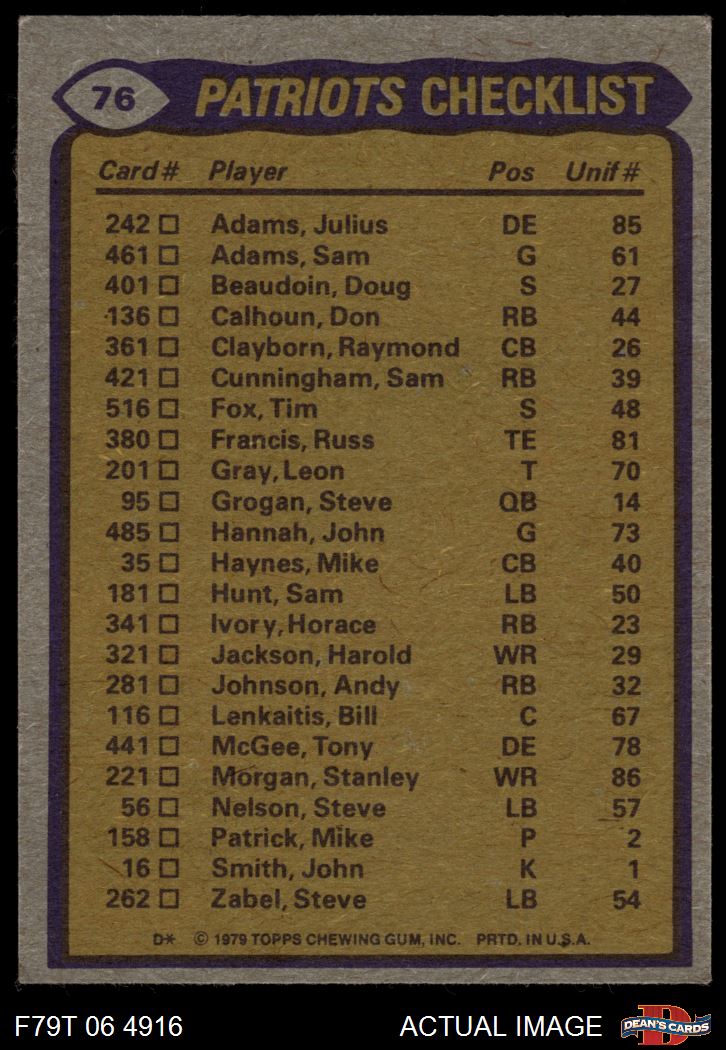 76 PATRIOTS CHECKLIST
Card # Player Pos Unif #
242 □ Adams, Julius DE 85
461 □ Adams, Sam G 61
401 □ Beaudoin, Doug S 27
136 □ Calhoun, Don RB 44
361 □ Clayborn, Raymond CB 26
421 □ Cunningham, Sam RB 39
516 □ Fox, Tim S 48
380 □ Francis, Russ TE 81
201 □ Gray, Leon T 70
95 □ Grogan, Steve QB 14
485 □ Hannah, John G 73
35 □ Haynes, Mike CB 40
181 □ Hunt, Sam LB 50
341 □ Ivory, Horace RB 23
321 □ Jackson, Harold WR 29
281 □ Johnson, Andy RB 32
116 □ Lenkaitis, Bill C 67
441 □ McGee, Tony DE 78
221 □ Morgan, Stanley WR 86
56 □ Nelson, Steve LB 57
158 □ Patrick, Mike P 2
16 □ Smith, John K 1
262 □ Zabel, Steve LB 54
D* © 1979 TOPPS CHEWING GUM, INC. PRTD. IN U.S.A.
F79T 06 4916 ACTUAL IMAGE D DEAN'S CARDS